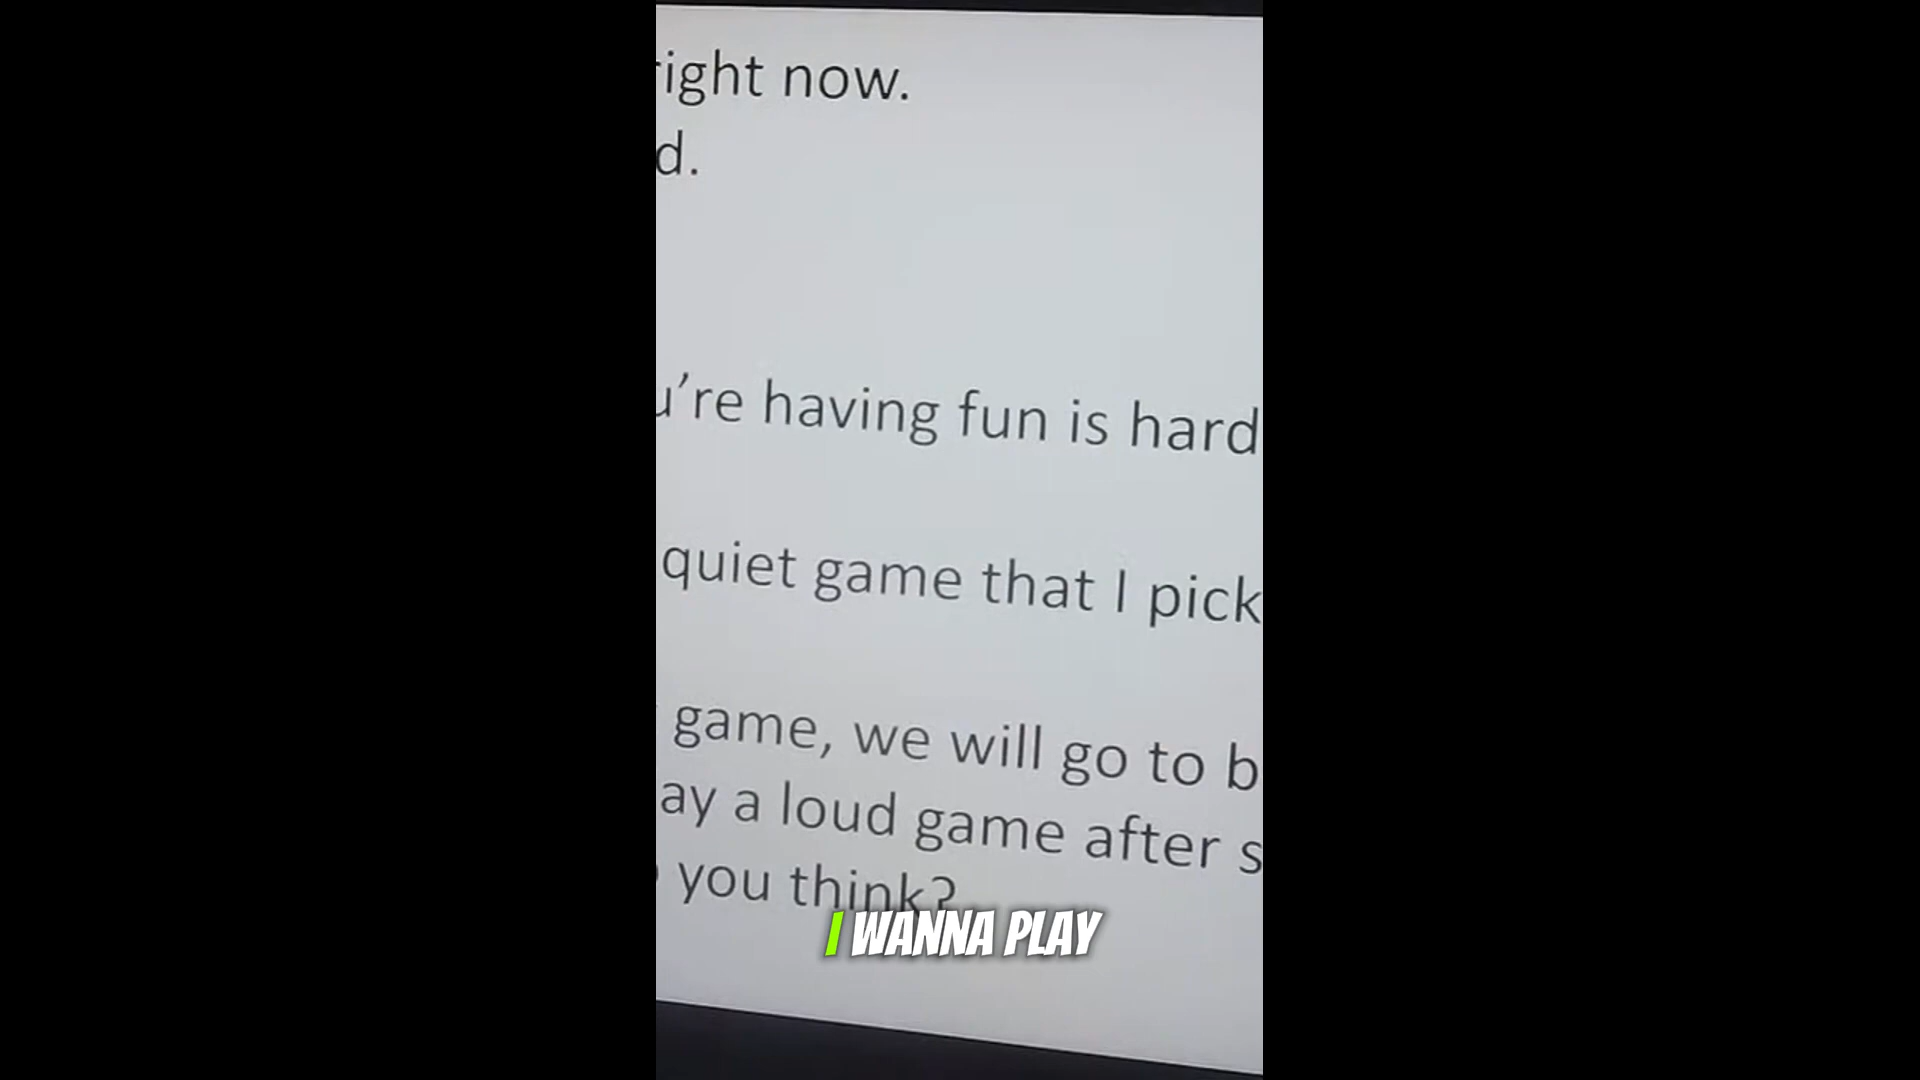 right now.
d.
u're having fun is hard
quiet game that I pick
game, we will go to b
ay a loud game after s
you think?
I WANNA PLAY